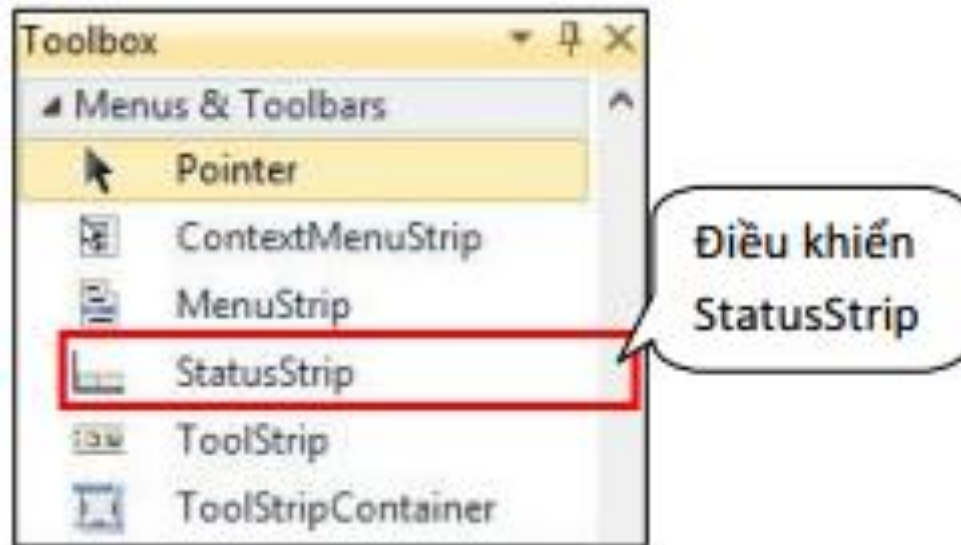 Toolbox
Menus & Toolbars
Pointer
ContextMenuStrip
MenuStrip
StatusStrip
ToolStrip
ToolStripContainer
Điều khiển
StatusStrip